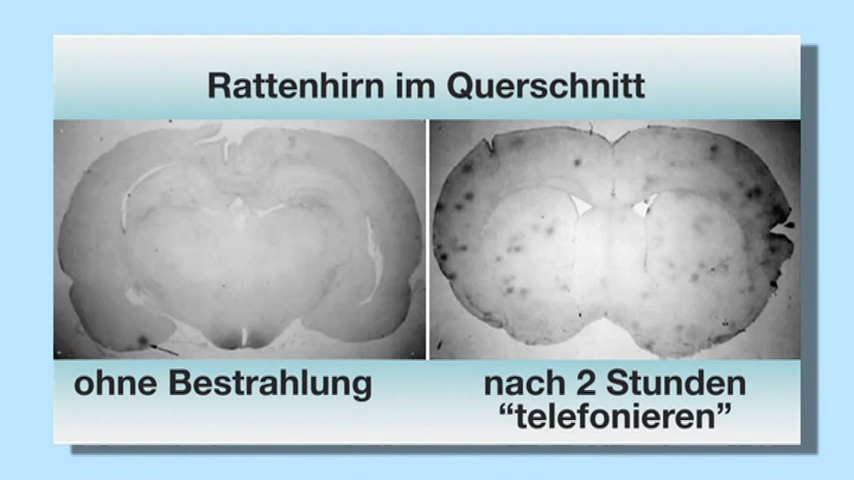 Rattenhirn im Querschnitt
ohne Bestrahlung
nach 2 Stunden
“telefonieren”